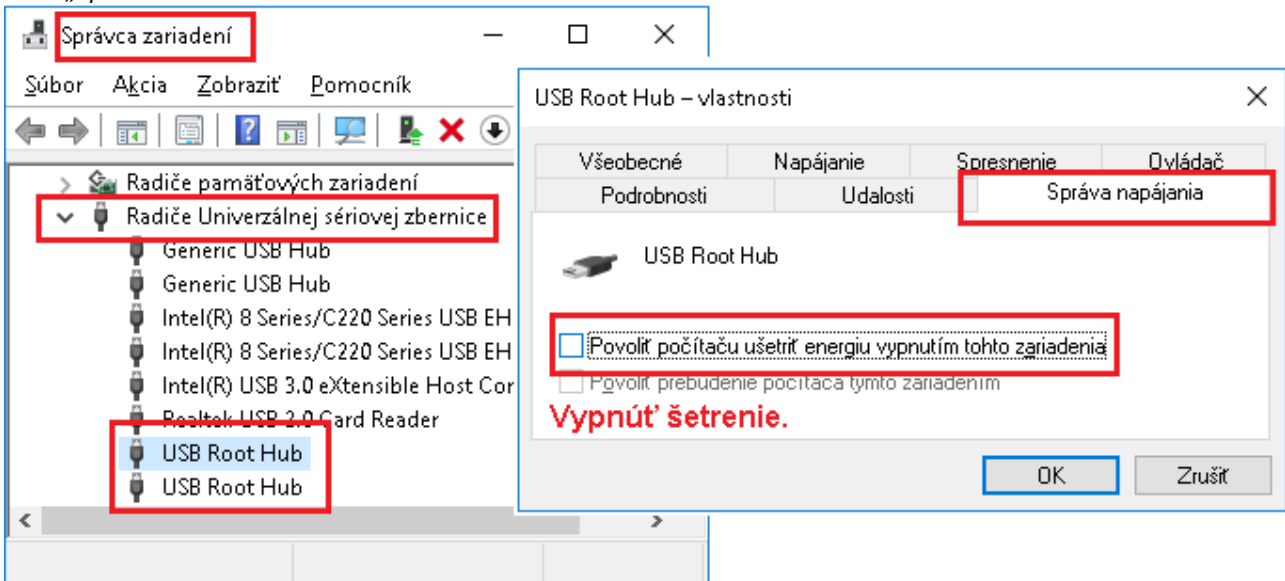 Správca zariadení
Súbor Akcia Zobraziť Pomocník
Radiče pamäťových zariadení
Radiče Univerzálnej sériovej zbernice
Generic USB Hub
Generic USB Hub
Intel(R) 8 Series/C220 Series USB EH
Intel(R) 8 Series/C220 Series USB EH
Intel(R) USB 3.0 eXtensible Host Cor
Realtek USB 2.0 Card Reader
USB Root Hub
USB Root Hub
USB Root Hub – vlastnosti
Všeobecné Napájanie Spresnenie Ovládač
Podrobnosti Udalosti Správa napájania
USB Root Hub
Povoliť počítaču ušetriť energiu vypnutím tohto zariadenia
Povoliť prebudenie počítača týmto zariadením
Vypnúť šetrenie.
OK Zrušiť